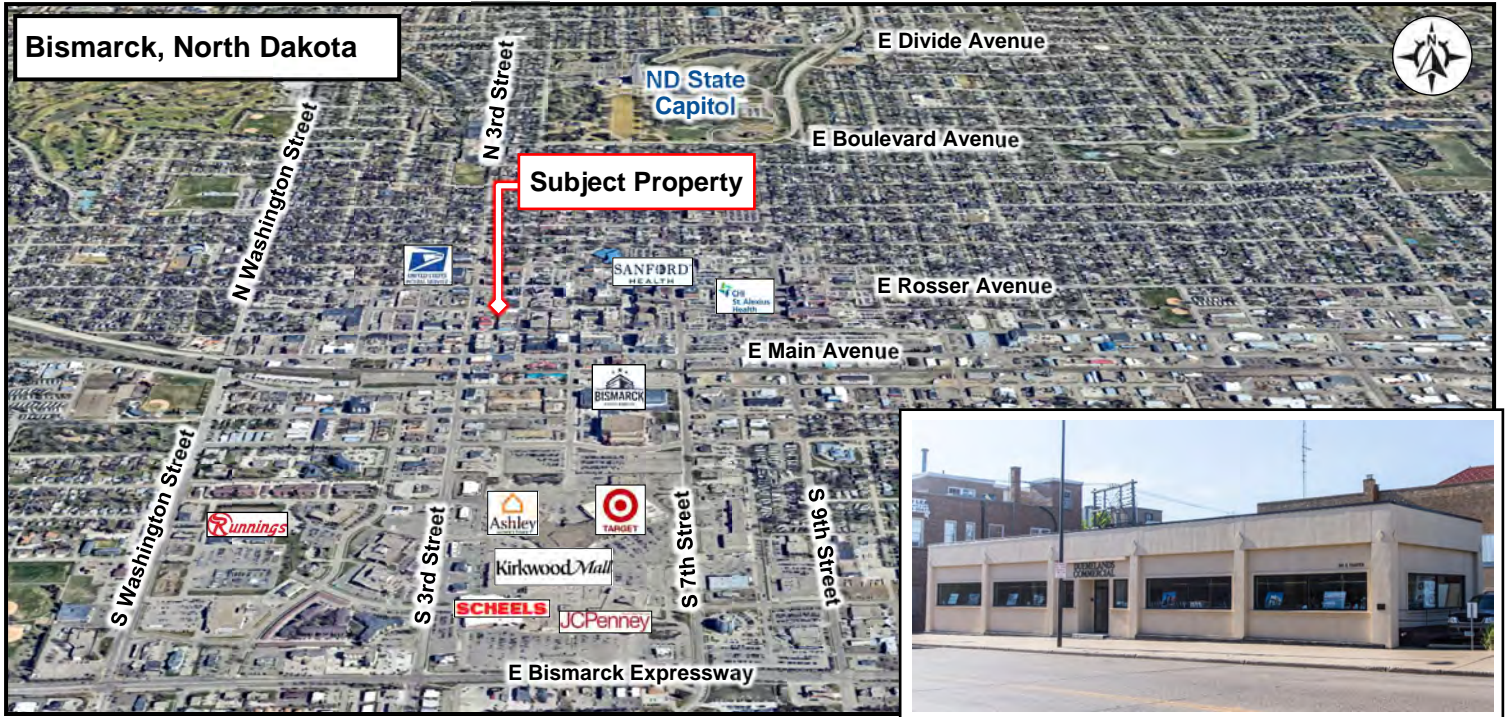 Bismarck, North Dakota
N
E Divide Avenue
ND State
Capitol
N 3rd Street
E Boulevard Avenue
N Washington Street
Subject Property
UNITED STATES
POSTAL SERVICE
SANFORD
HEALTH
CHI
St. Alexius
Health
E Rosser Avenue
E Main Avenue
BISMARCK
S Washington Street
Runnings
S 3rd Street
Ashley
TARGET
S 7th Street
S 9th Street
Kirkwood Mall
SCHEELS
JCPenney
E Bismarck Expressway
DUEMELANDS
COMMERCIAL